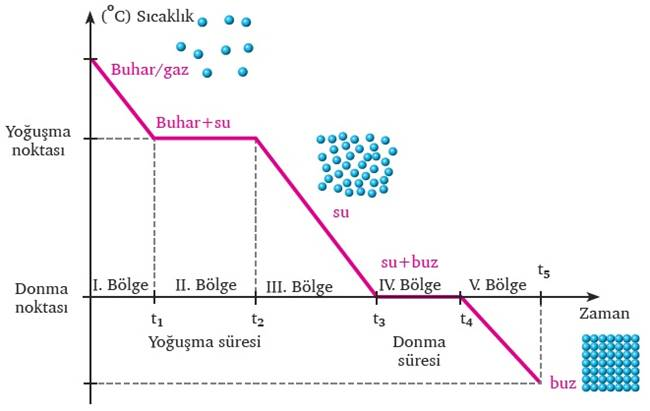 (°C) Sıcaklık
Buhar/gaz
Buhar+su
Yoğuşma
noktası
su
su+buz
t5
Donma
noktası
I. Bölge
II. Bölge
III. Bölge
IV. Bölge
V. Bölge
t1
t2
t3
t4
Zaman
Yoğuşma süresi
Donma
süresi
buz